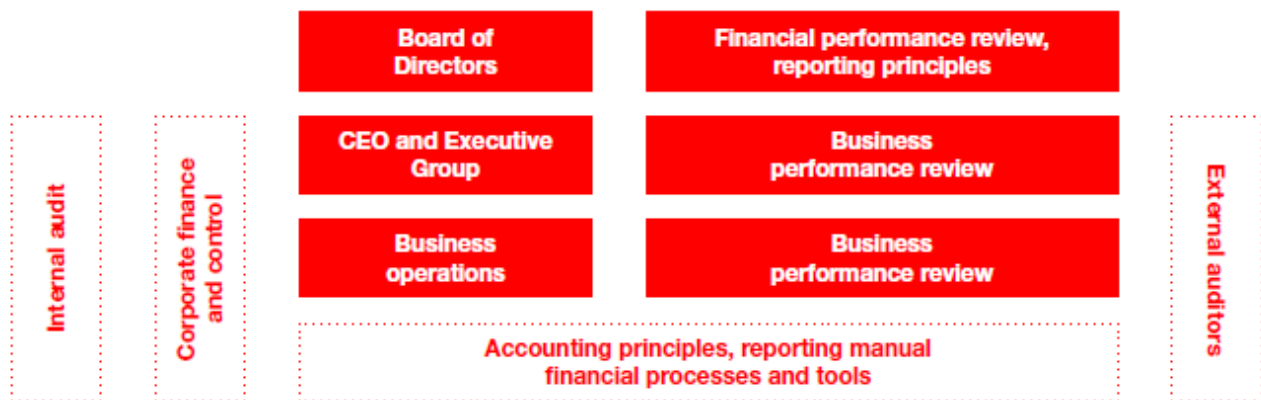 Board of
Directors
Financial performance review,
reporting principles
Internal audit
Corporate finance
and control
CEO and Executive
Group
Business
performance review
External auditors
Business
operations
Business
performance review
Accounting principles, reporting manual
financial processes and tools